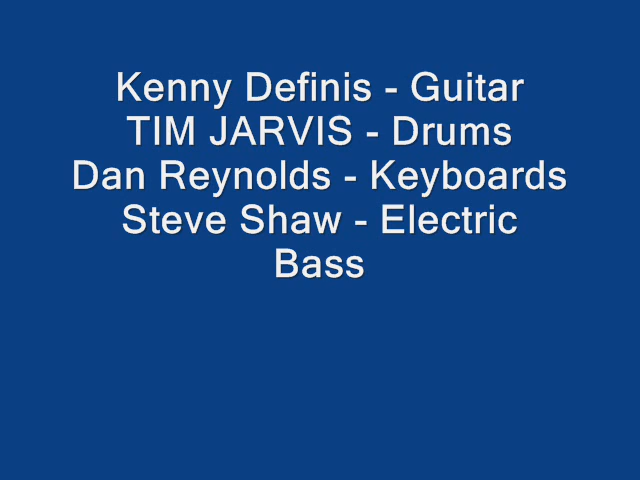 Kenny Definis - Guitar
TIM JARVIS - Drums
Dan Reynolds - Keyboards
Steve Shaw - Electric
Bass